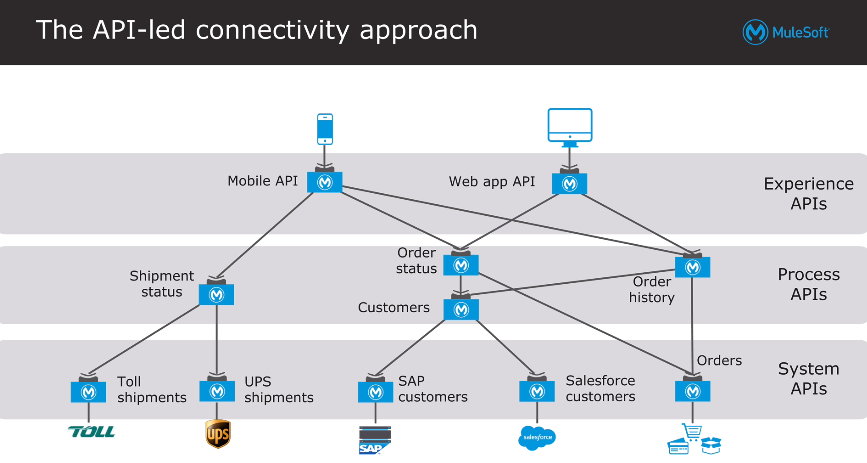 The API-led connectivity approach
MuleSoft
Mobile API
Web app API
Experience
APIs
Order
status
Shipment
status
Order
history
Process
APIs
Customers
Orders
System
APIs
Toll
shipments
UPS
shipments
SAP
customers
Salesforce
customers
TOLL
ups
SAP
salesforce